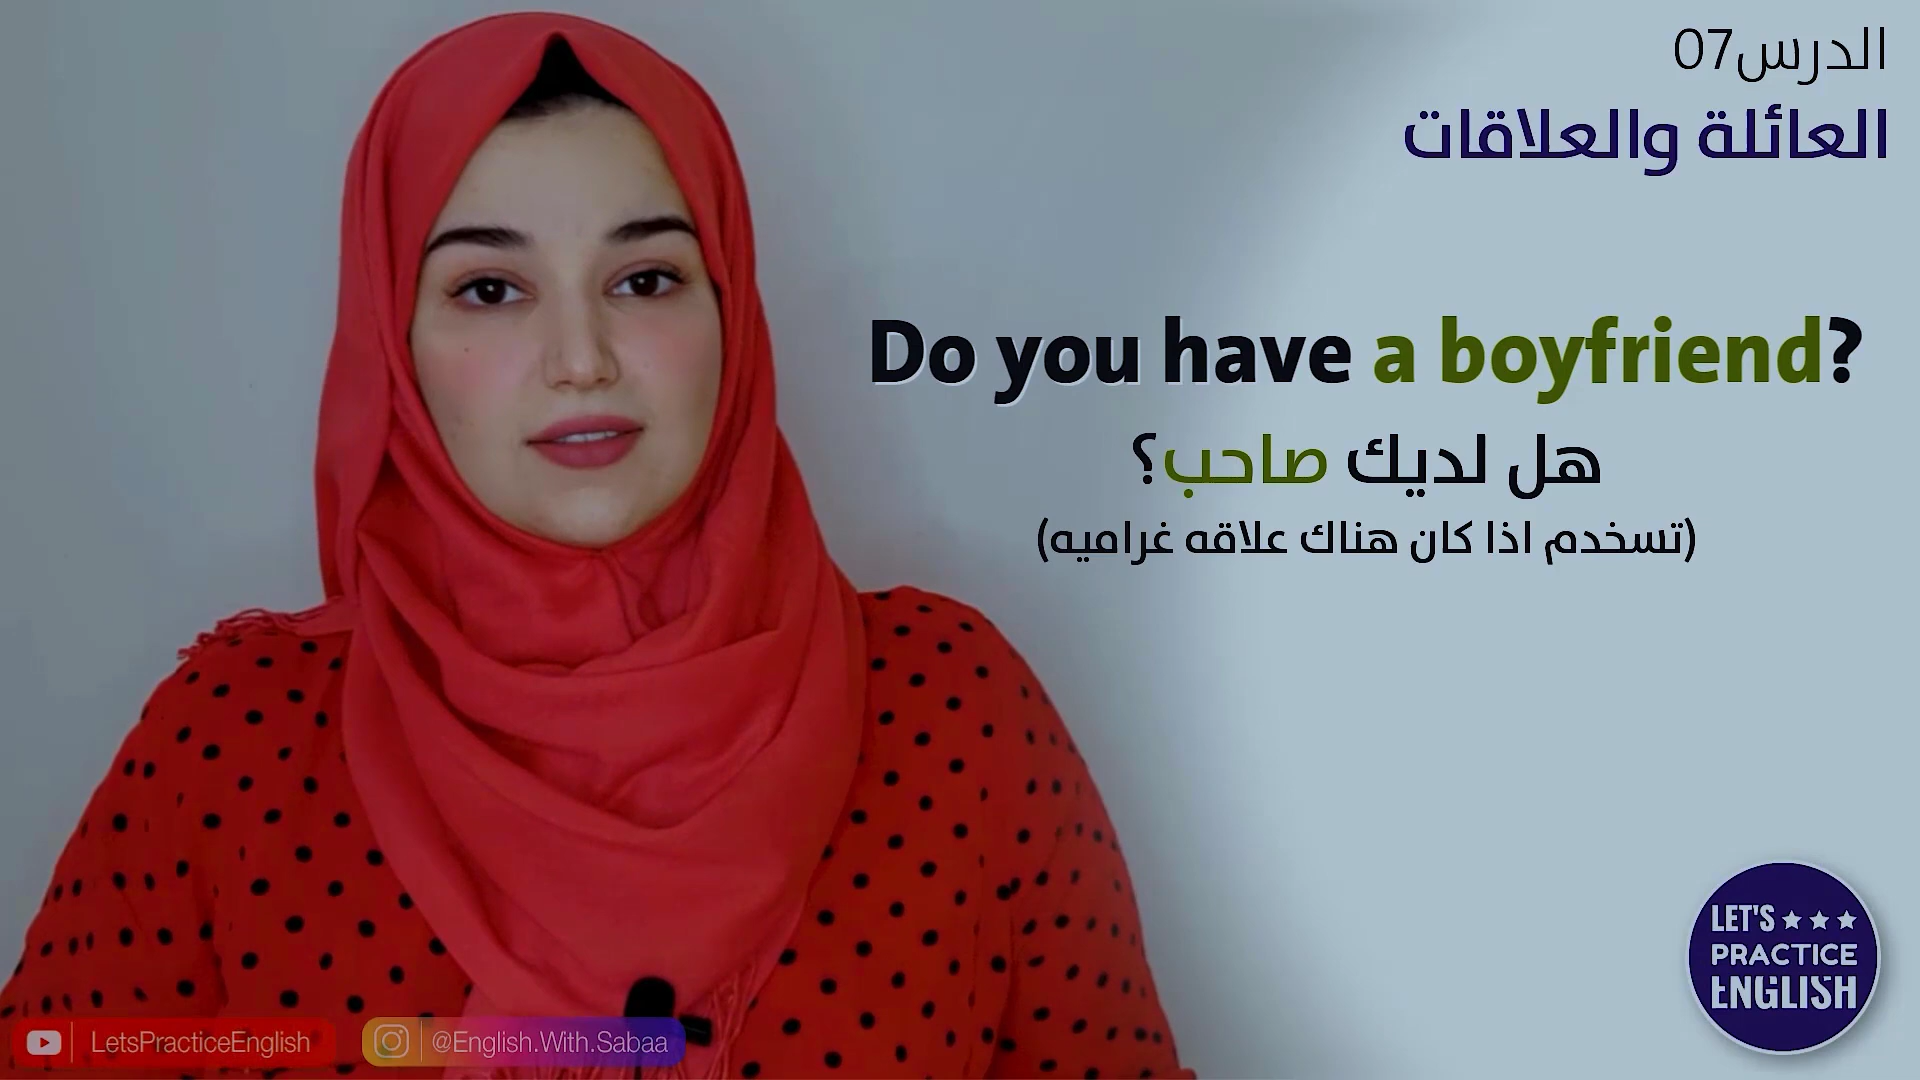 الدرس07
العائلة والعلاقات
Do you have a boyfriend?
هل لديك صاحب؟
(تسخدم اذا كان هناك علاقه غراميه)
LET'S
PRACTICE
ENGLISH
LetsPracticeEnglish
@English.With.Sabaa